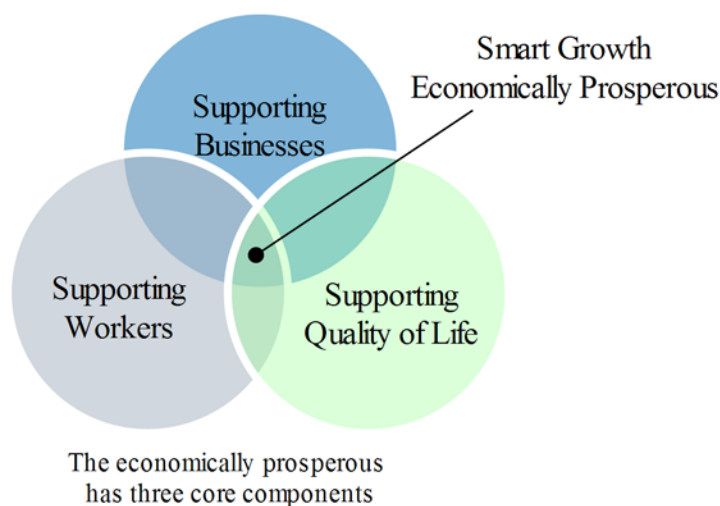 Smart Growth
Economically Prosperous
Supporting
Businesses
Supporting
Workers
Supporting
Quality of Life
The economically prosperous
has three core components